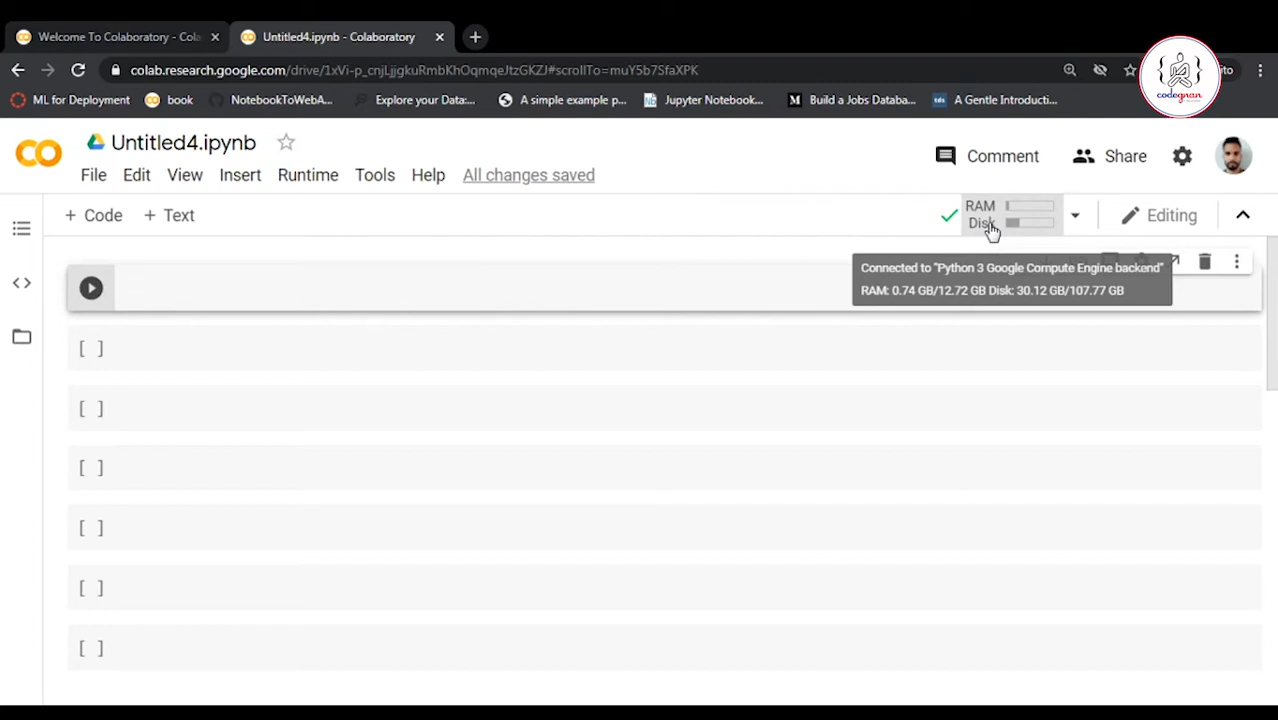 Welcome To Colaboratory - Cola
Untitled4.ipynb - Colaboratory
colab.research.google.com/drive/1xVi-p_cnjLjjgkuRmbKhOqmqeJtzGKZJ#scrollTo=muY5b7SfaXPK
ito
codegnan
ML for Deployment
book
NotebookToWebA...
Explore your Data:...
A simple example p...
Jupyter Notebook...
Build a Jobs Databa...
tds
A Gentle Introducti...
CO
Untitled4.ipynb
Comment
Share
File
Edit
View
Insert
Runtime
Tools
Help
All changes saved
+ Code
+ Text
RAM
Disk
Editing
Connected to "Python 3 Google Compute Engine backend"
RAM: 0.74 GB/12.72 GB Disk: 30.12 GB/107.77 GB
[ ]
[ ]
[ ]
[ ]
[ ]
[ ]